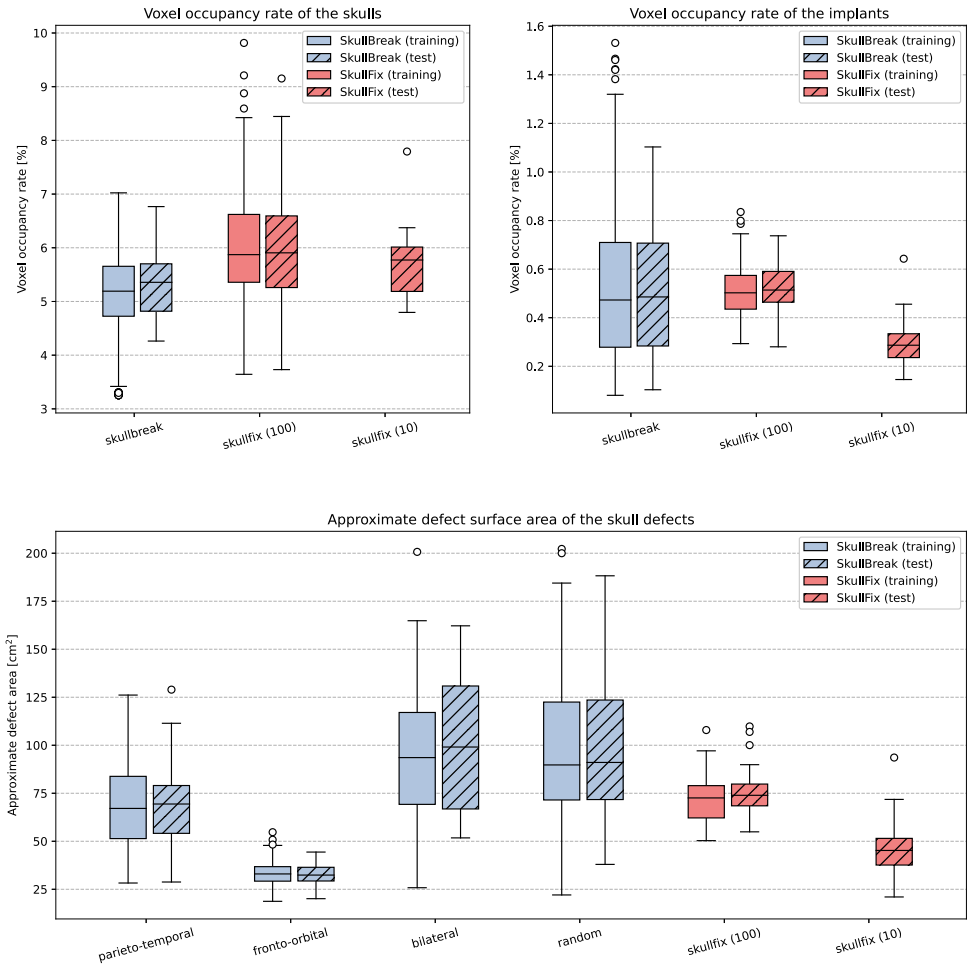 Voxel occupancy rate of the skulls
Voxel occupancy rate [%]
10
9
8
7
6
5
4
3
SkullBreak (training)
SkullBreak (test)
SkullFix (training)
SkullFix (test)
skullbreak
skullfix (100)
skullfix (10)
Voxel occupancy rate of the implants
Voxel occupancy rate [%]
1.6
1.4
1.2
1.0
0.8
0.6
0.4
0.2
SkullBreak (training)
SkullBreak (test)
SkullFix (training)
SkullFix (test)
skullbreak
skullfix (100)
skullfix (10)
Approximate defect surface area of the skull defects
Approximate defect area [cm²]
200
175
150
125
100
75
50
25
SkullBreak (training)
SkullBreak (test)
SkullFix (training)
SkullFix (test)
parieto-temporal
fronto-orbital
bilateral
random
skullfix (100)
skullfix (10)